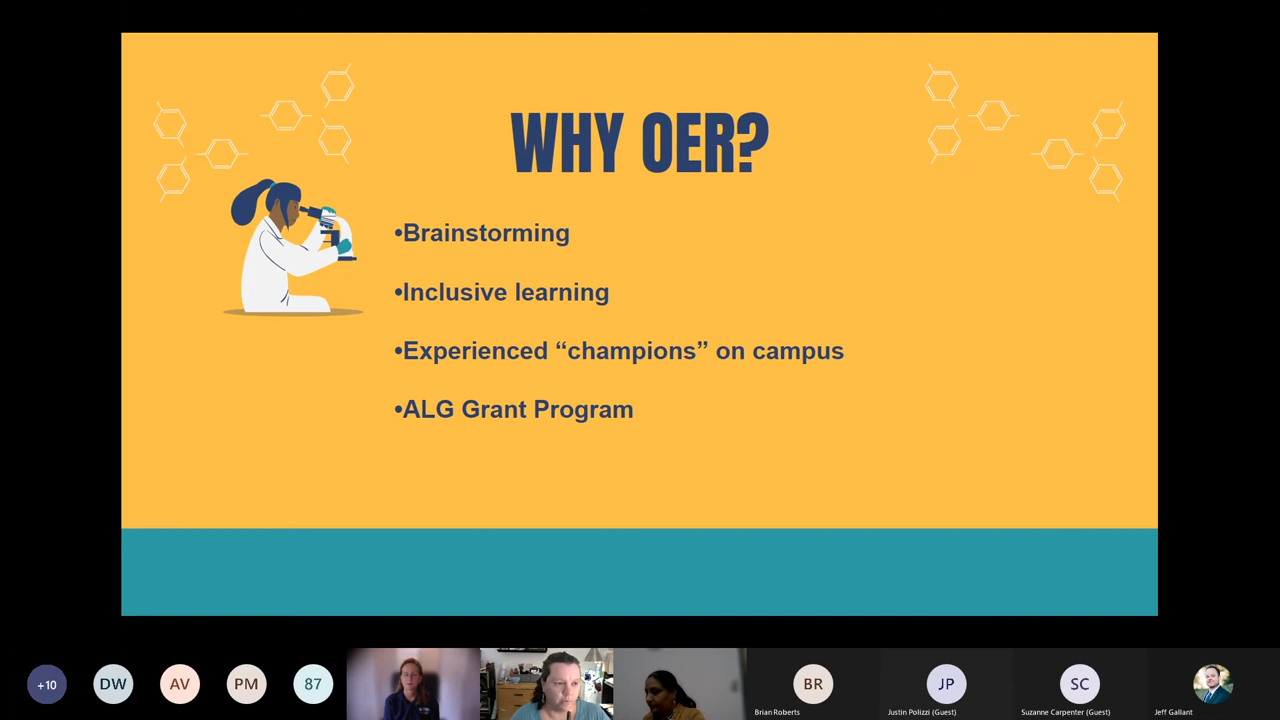 WHY OER?
•Brainstorming
•Inclusive learning
•Experienced “champions” on campus
•ALG Grant Program
+10
DW
AV
PM
87
BR
Brian Roberts
JP
Justin Polizzi (Guest)
SC
Suzanne Carpenter (Guest)
Jeff Gallant